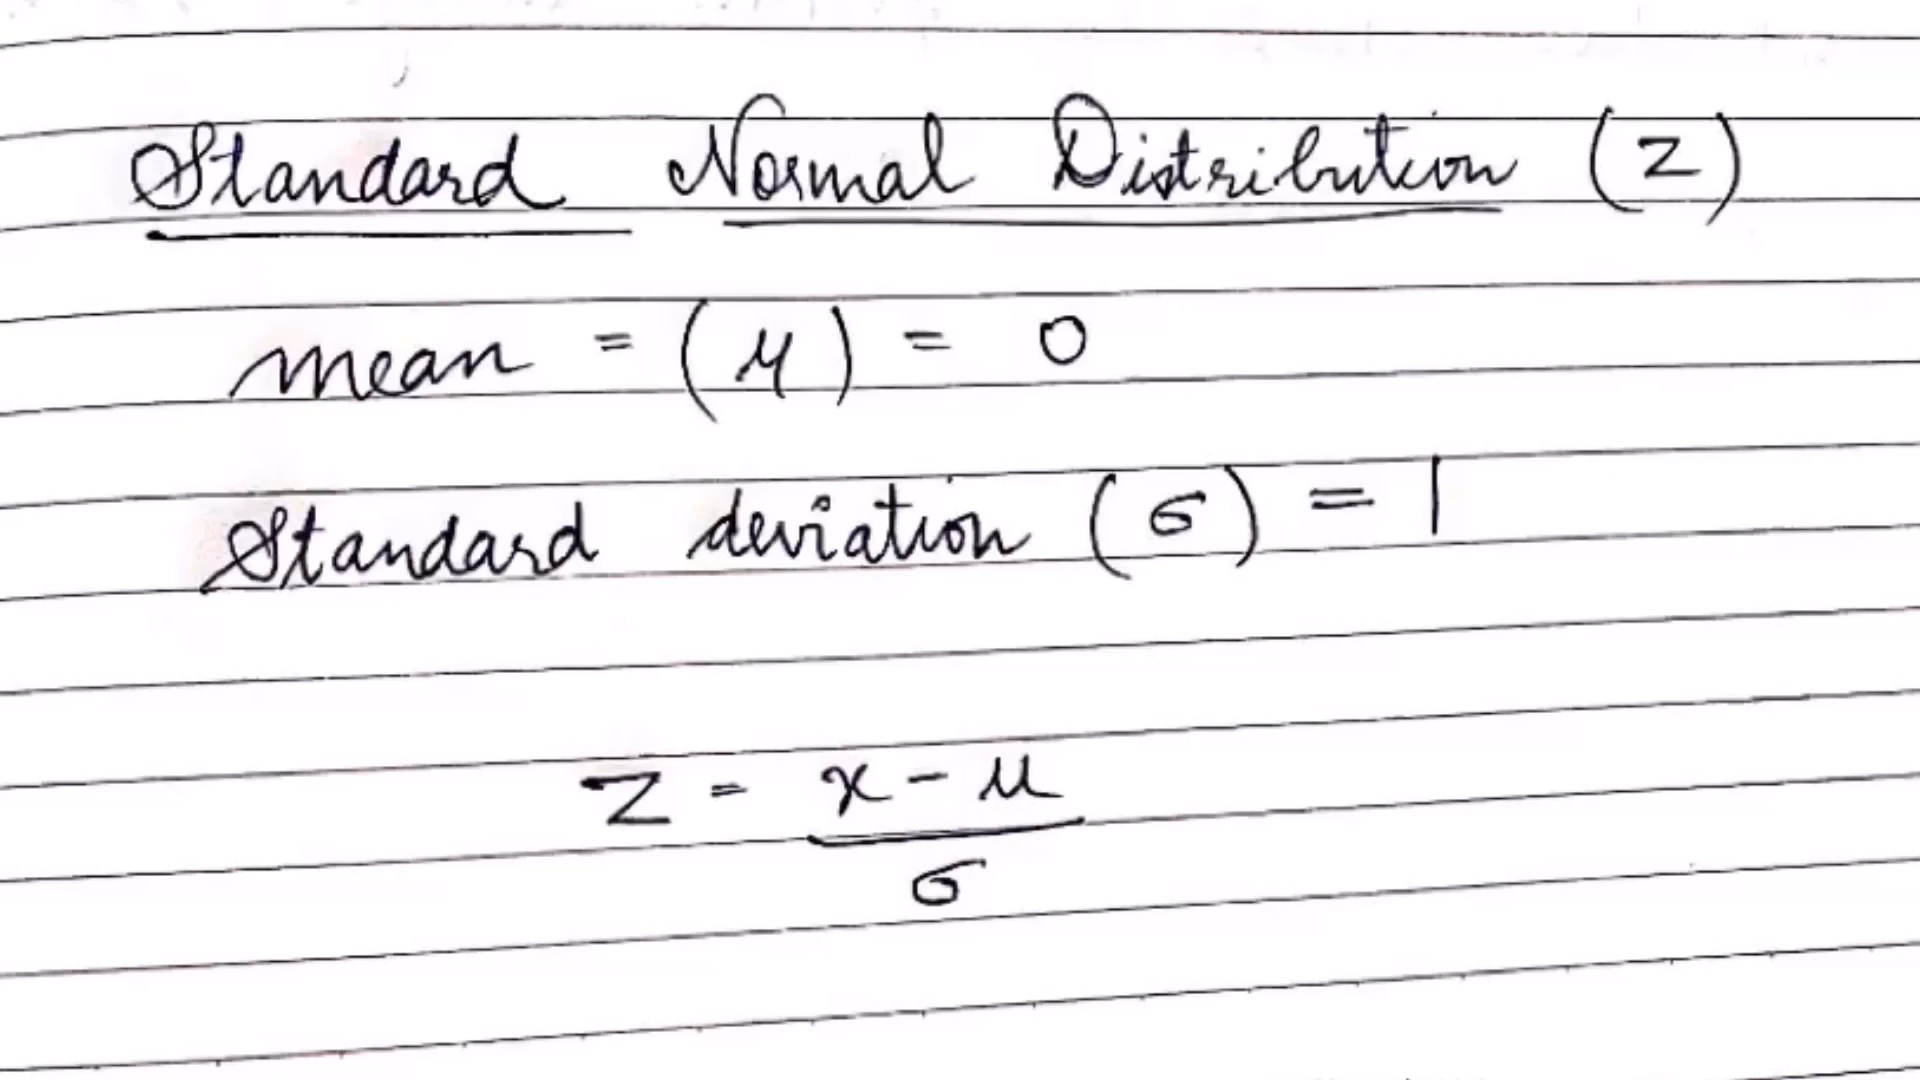 Standard Normal Distribution (Z)
mean = (μ) = 0
Standard deviation (σ) = 1
Z = x - μ
σ